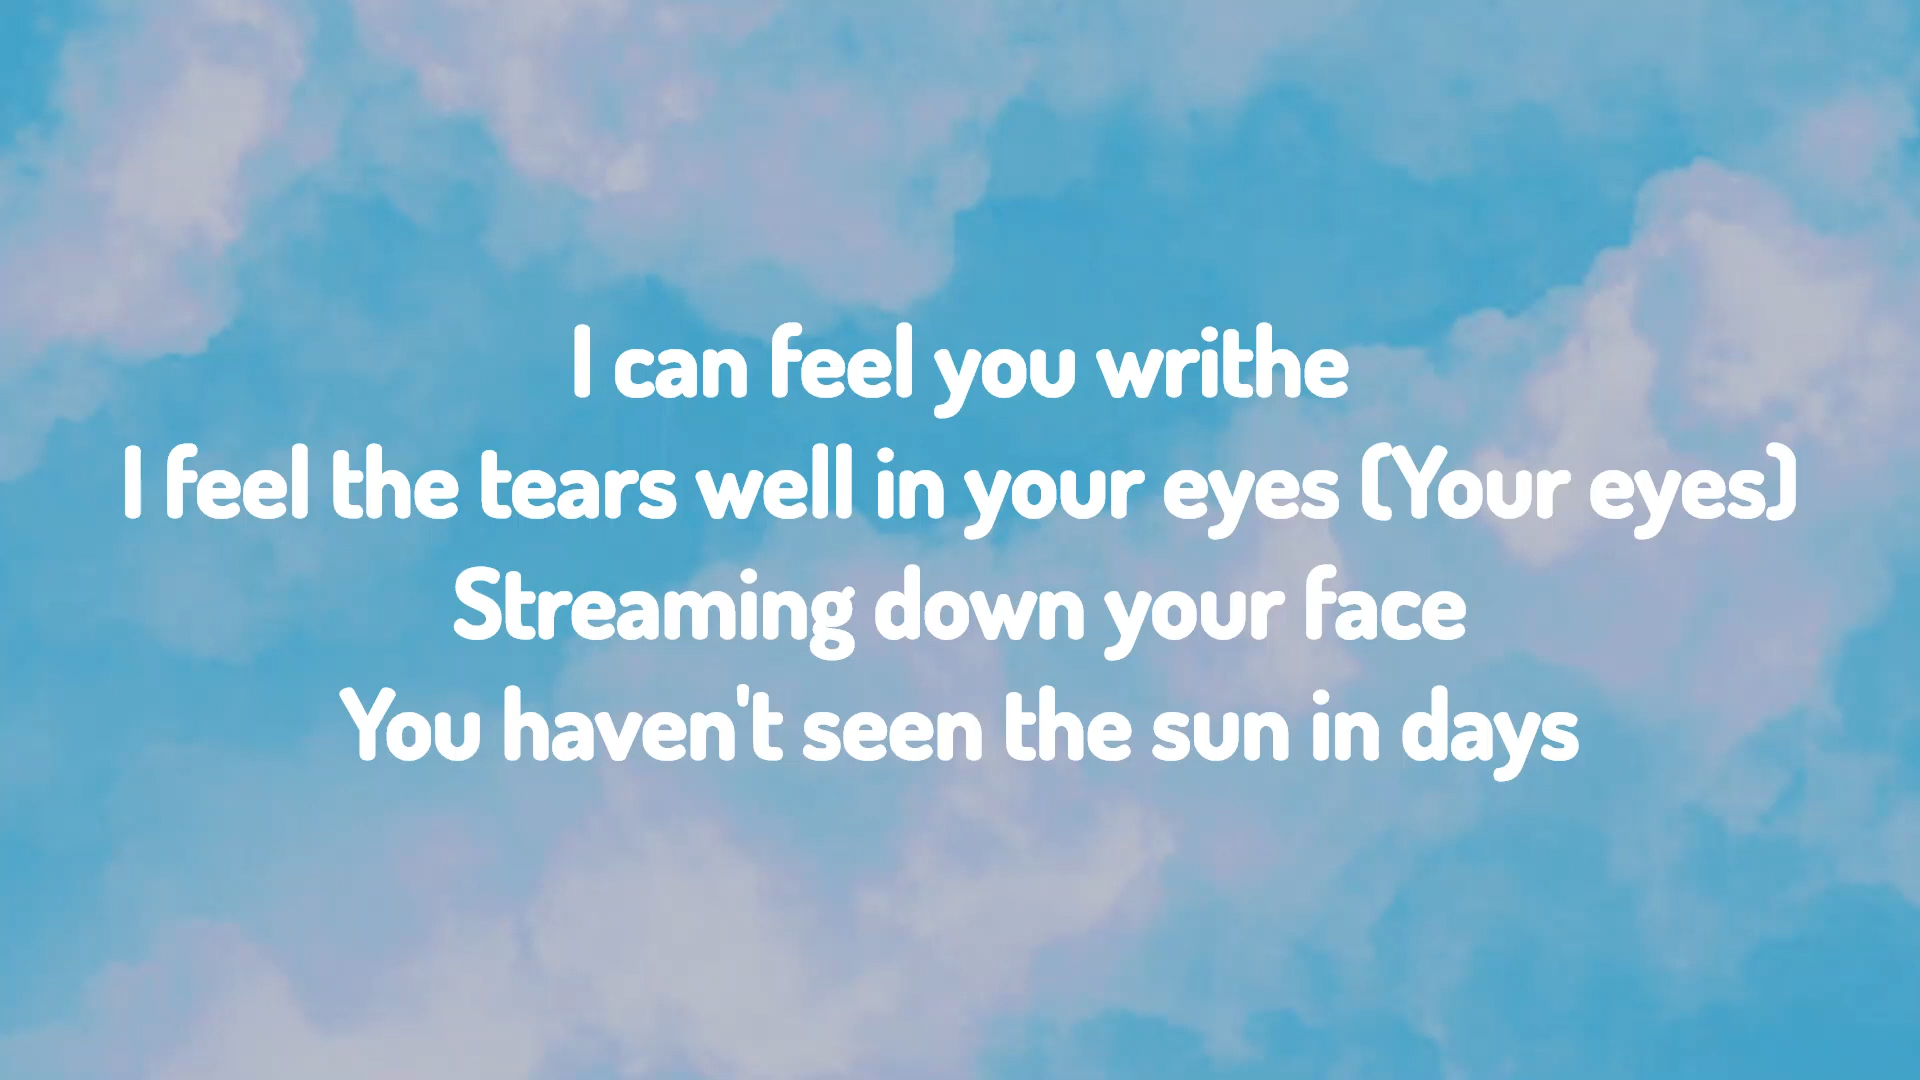 I can feel you writhe
I feel the tears well in your eyes (Your eyes)
Streaming down your face
You haven't seen the sun in days